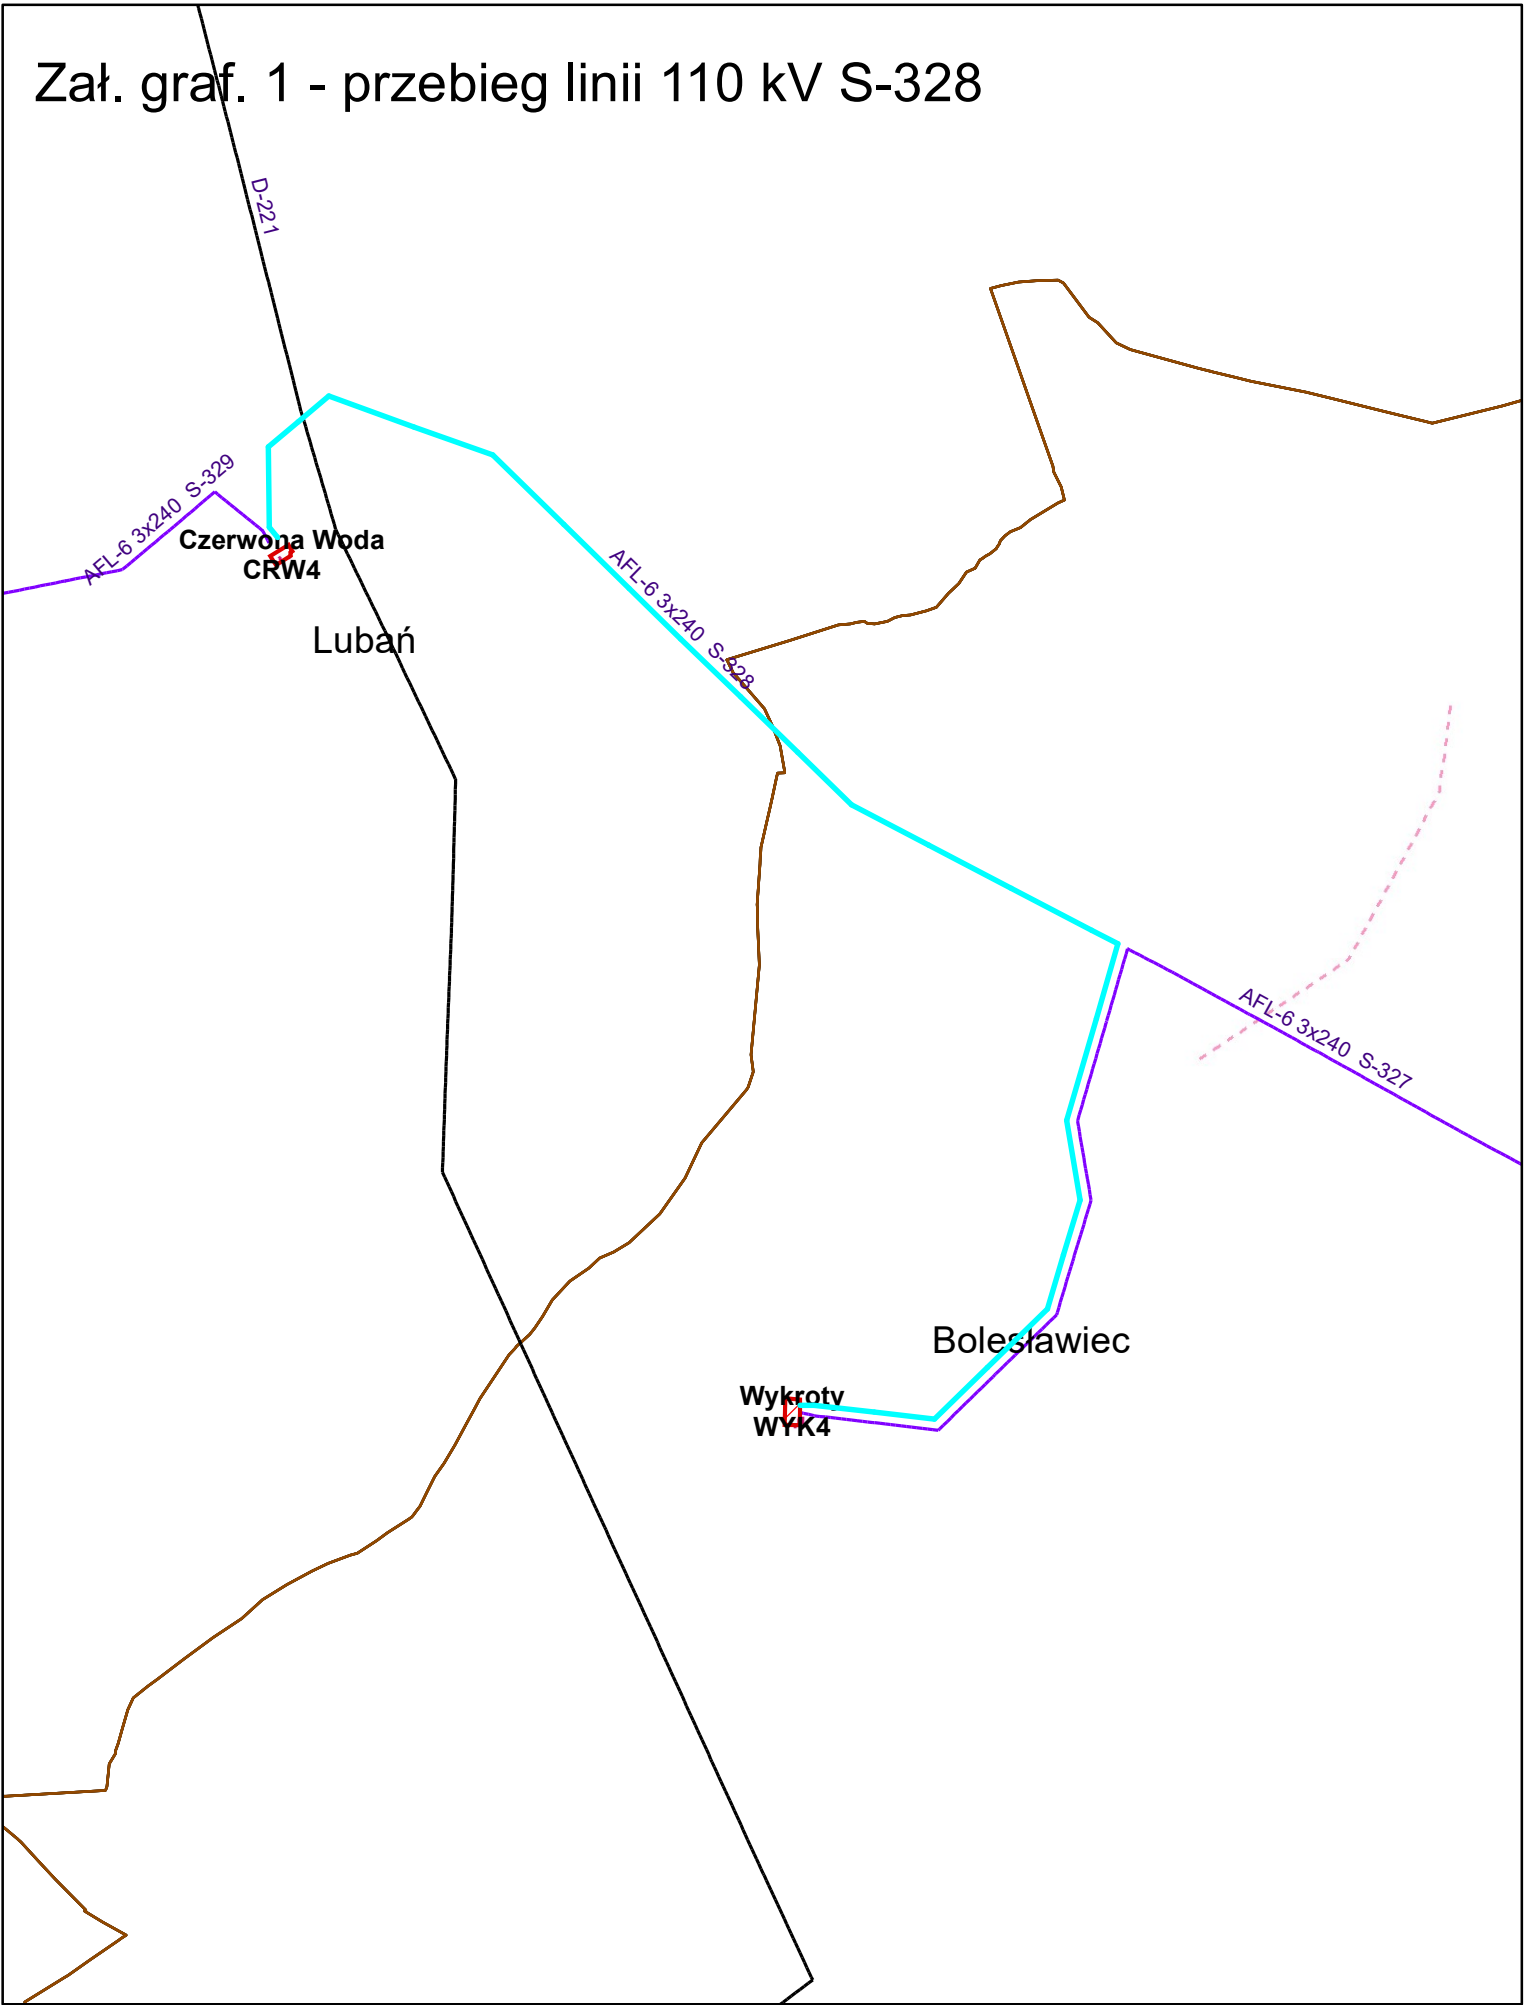 Zał. graf. 1 - przebieg linii 110 kV S-328
D-221
AFL-6 3x240 S-329
Czerwona Woda
CRW4
AFL-6 3x240 S-328
Lubań
AFL-6 3x240 S-327
Bolesławiec
Wykroty
WYK4